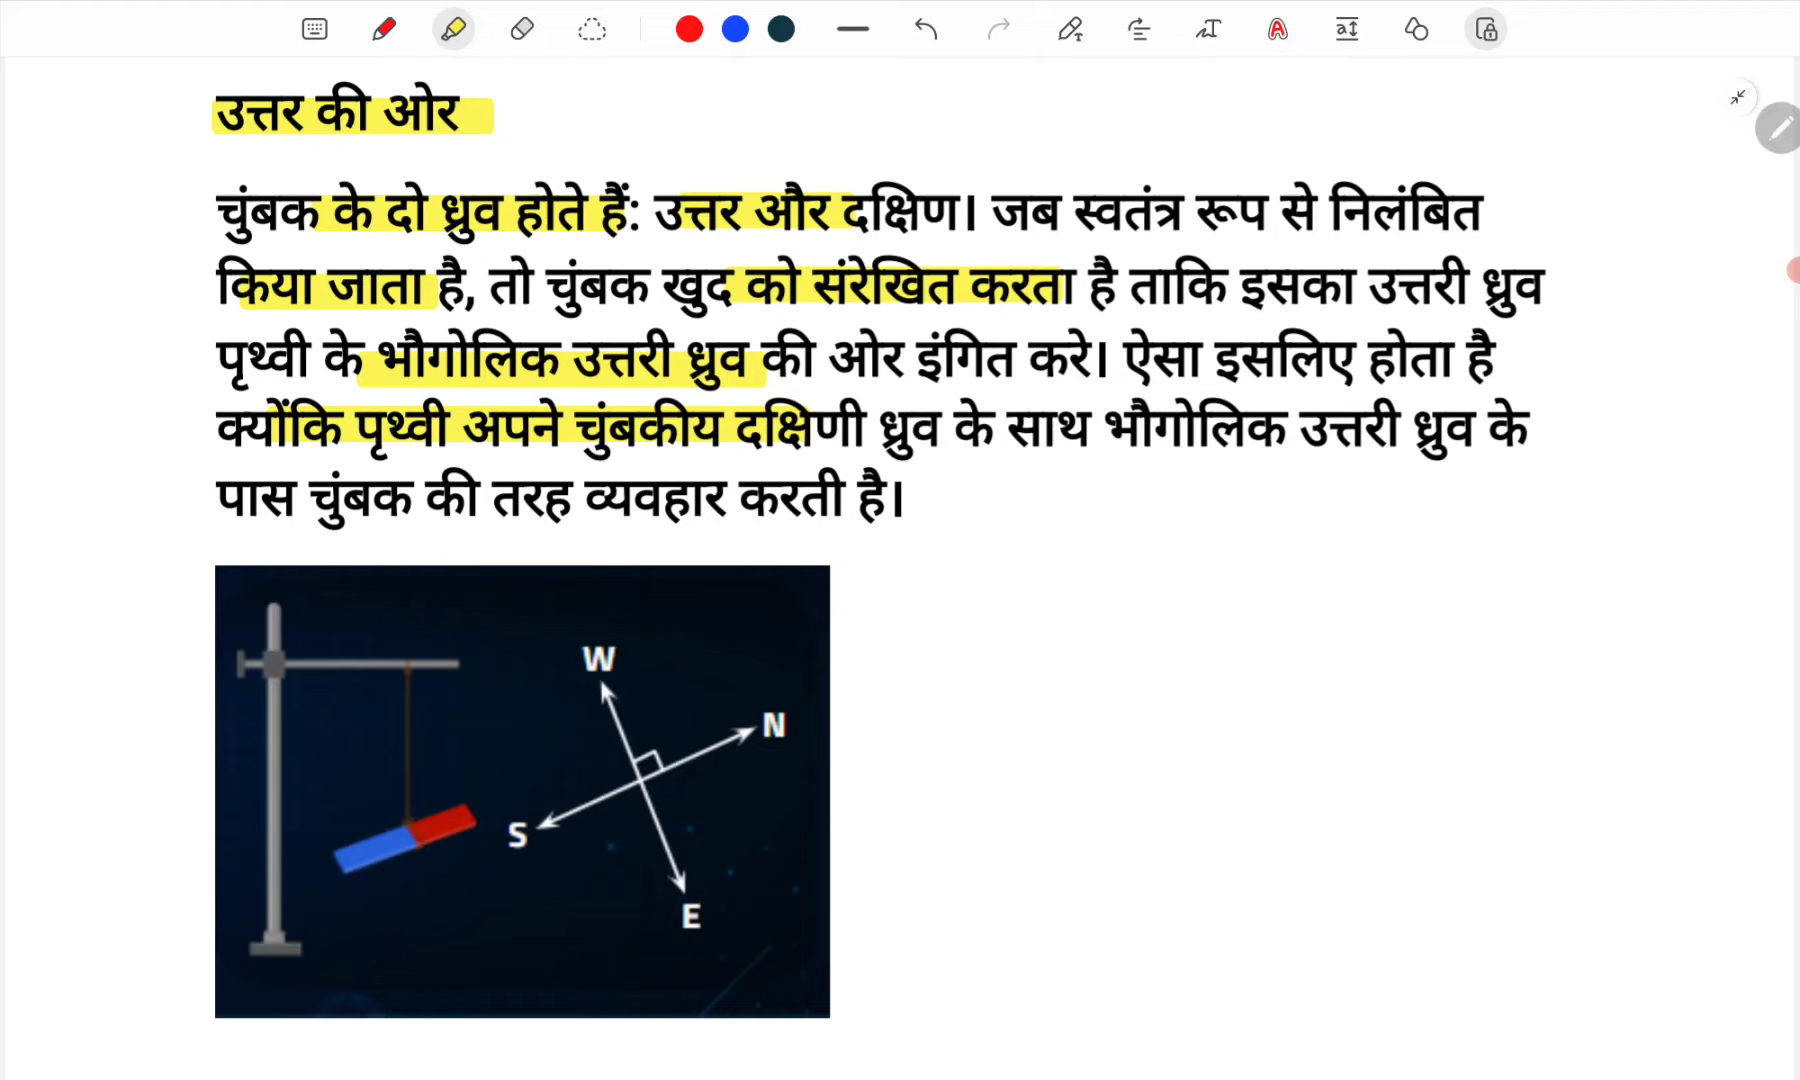 उत्तर की ओर
चुंबक के दो ध्रुव होते हैं: उत्तर और दक्षिण। जब स्वतंत्र रूप से निलंबित
किया जाता है, तो चुंबक खुद को संरेखित करता है ताकि इसका उत्तरी ध्रुव
पृथ्वी के भौगोलिक उत्तरी ध्रुव की ओर इंगित करे। ऐसा इसलिए होता है
क्योंकि पृथ्वी अपने चुंबकीय दक्षिणी ध्रुव के साथ भौगोलिक उत्तरी ध्रुव के
पास चुंबक की तरह व्यवहार करती है।
W
N
S
E